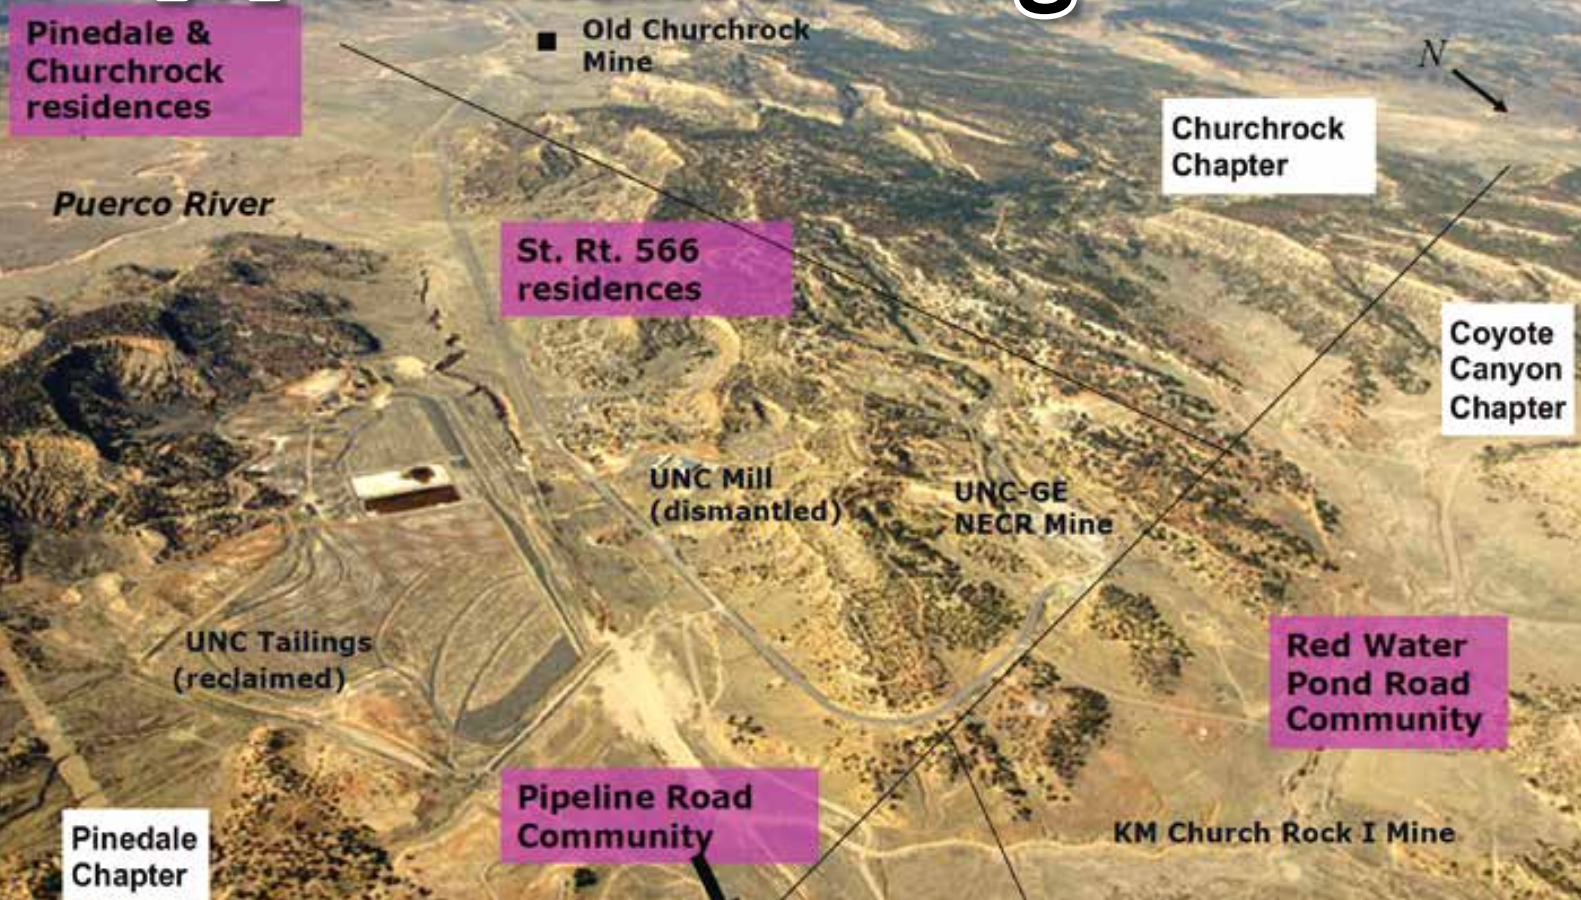 Pinedale &
Churchrock
residences
Old Churchrock
Mine
N
Churchrock
Chapter
Puerco River
St. Rt. 566
residences
Coyote
Canyon
Chapter
UNC Mill
(dismantled)
UNC-GE
NECR Mine
UNC Tailings
(reclaimed)
Red Water
Pond Road
Community
Pipeline Road
Community
KM Church Rock I Mine
Pinedale
Chapter